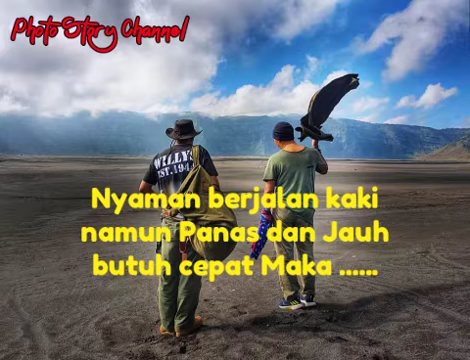 Photo Story Channel
WILLYS
EST.194
Nyaman berjalan kaki
namun Panas dan Jauh
butuh cepat Maka ......